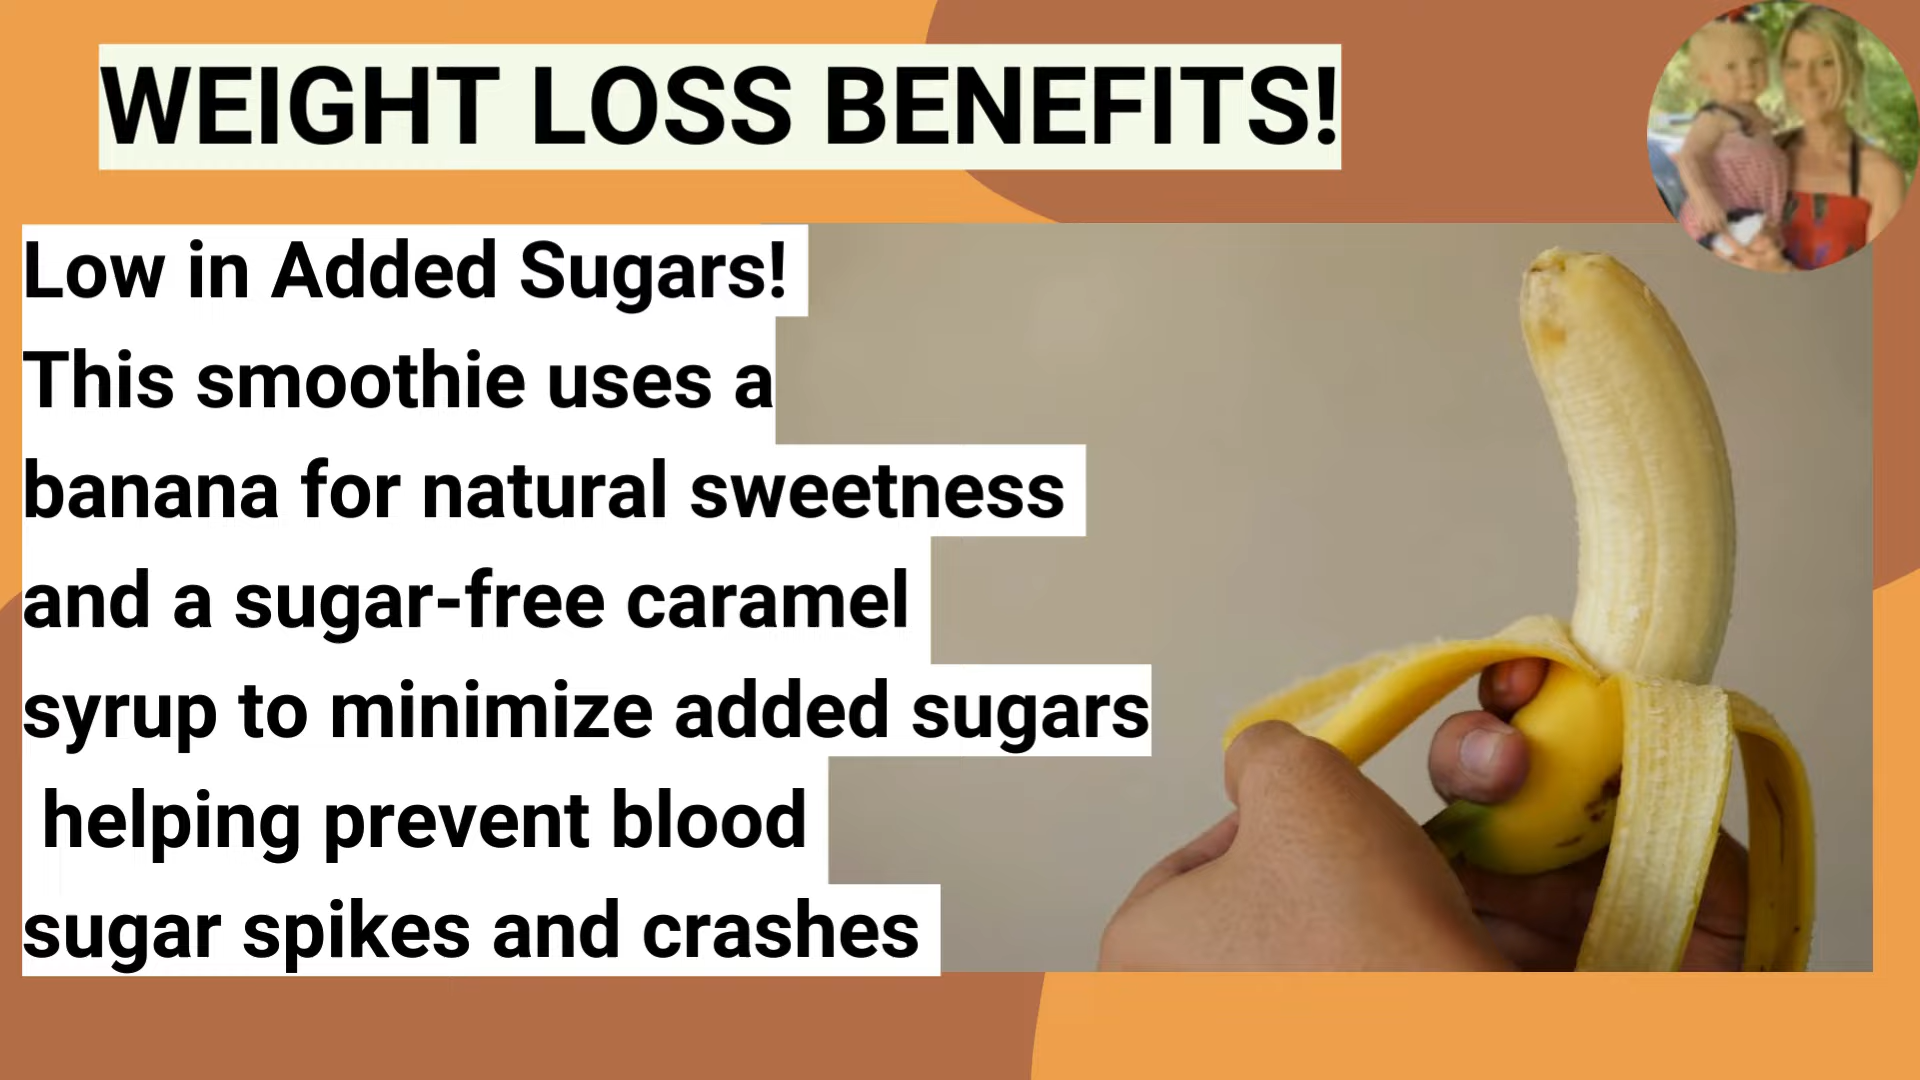 WEIGHT LOSS BENEFITS!
Low in Added Sugars!
This smoothie uses a
banana for natural sweetness
and a sugar-free caramel
syrup to minimize added sugars
helping prevent blood
sugar spikes and crashes